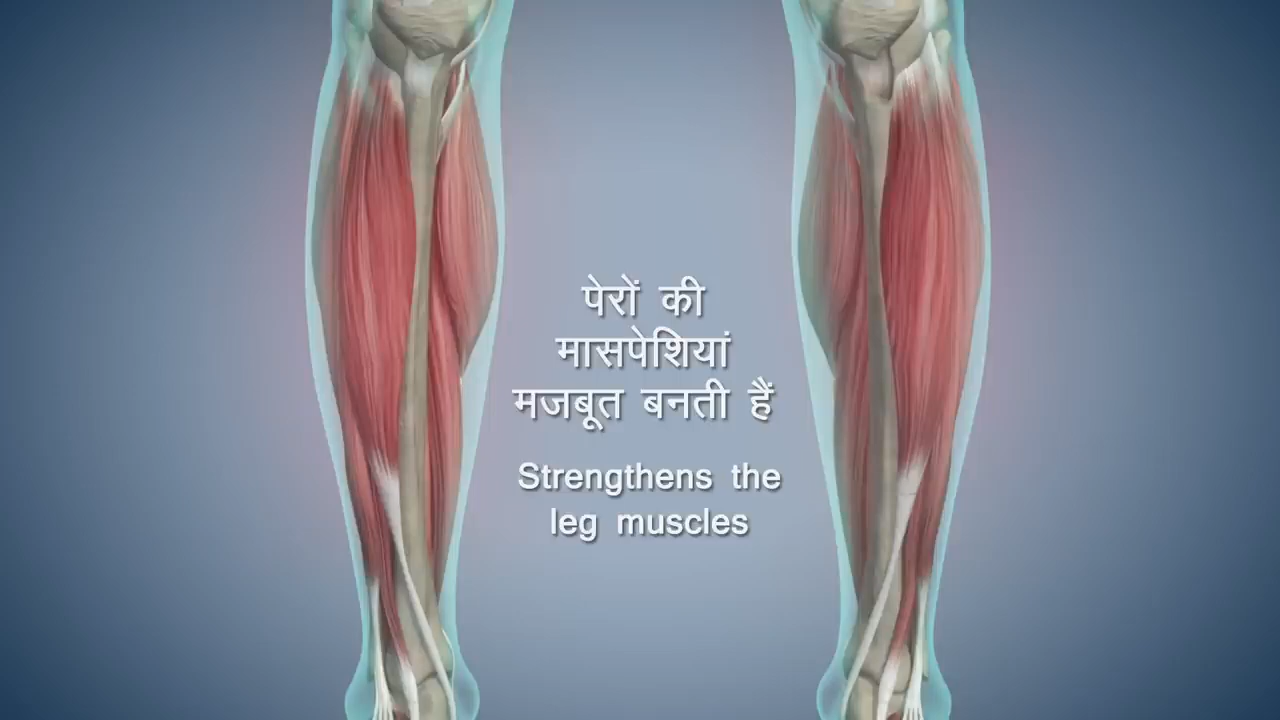 पेरों की
मासपेशियां
मजबूत बनती हैं
Strengthens the
leg muscles